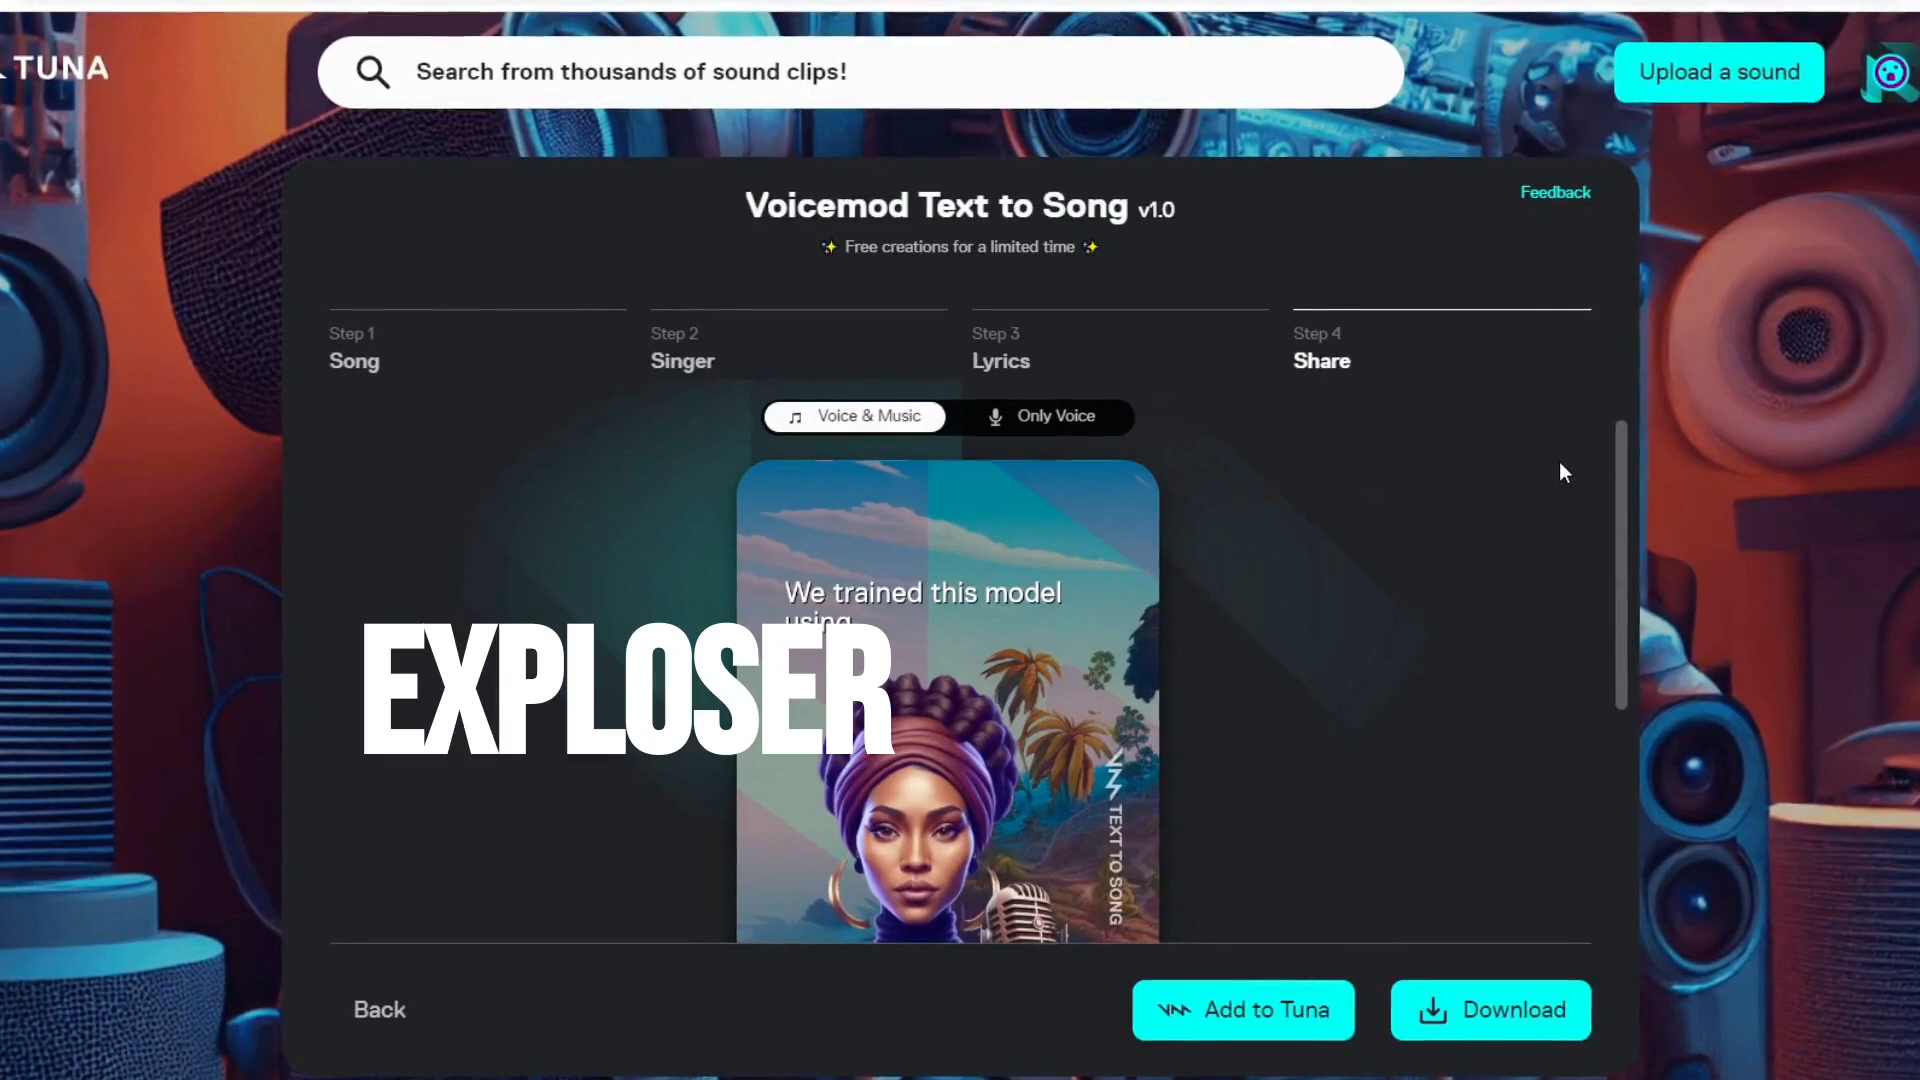 TUNA
Search from thousands of sound clips!
Upload a sound
Voicemod Text to Song v1.0
Feedback
✨ Free creations for a limited time ✨
Step 1
Song
Step 2
Singer
Step 3
Lyrics
Step 4
Share
Voice & Music
Only Voice
We trained this model
using
EXPLOSER
TEXT TO SONG
Back
Add to Tuna
Download